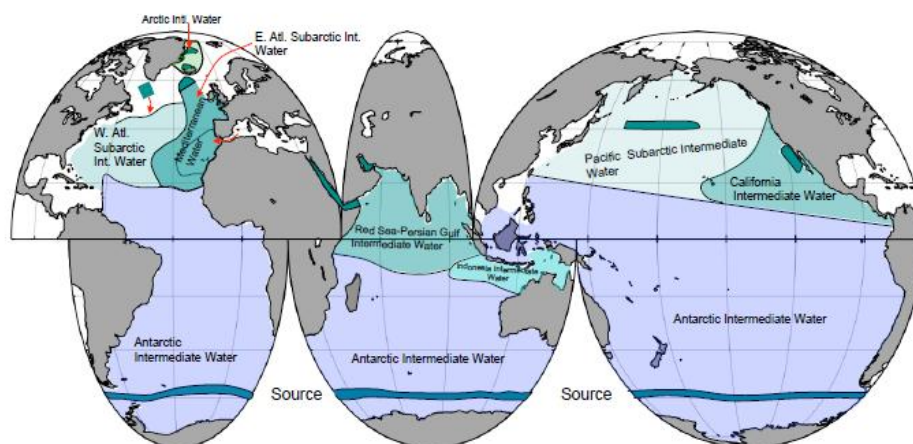 Arctic Intl. Water
E. Atl. Subarctic Int.
Water
W. Atl.
Subarctic
Int. Water
Mediterranean
Water
Pacific Subarctic Intermediate
Water
California
Intermediate Water
Red Sea-Persian Gulf
Intermediate Water
Indonesia Intermediate
Water
Antarctic
Intermediate Water
Source
Antarctic Intermediate Water
Source
Antarctic Intermediate Water